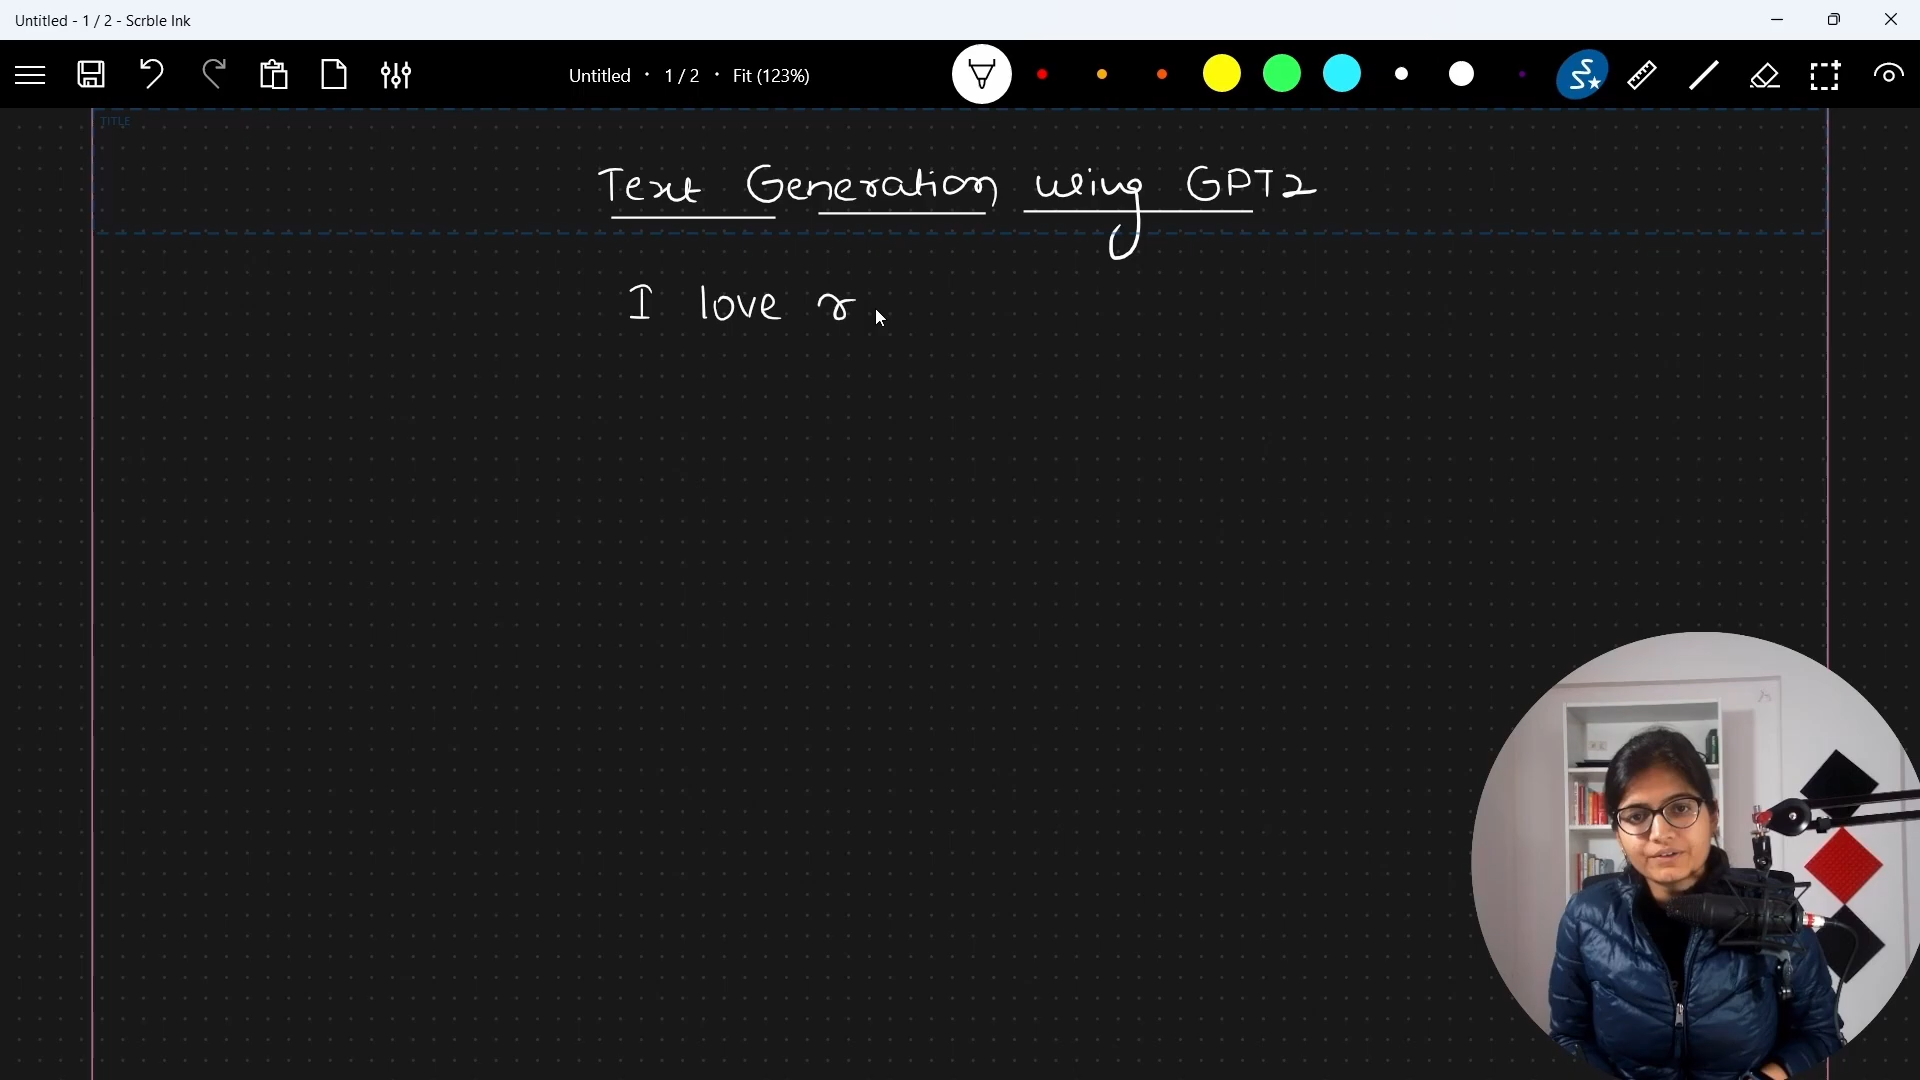 Untitled - 1 / 2 - Scrble Ink
Untitled • 1 / 2 • Fit (123%)
TITLE
Text Generation using GPT2
I love r